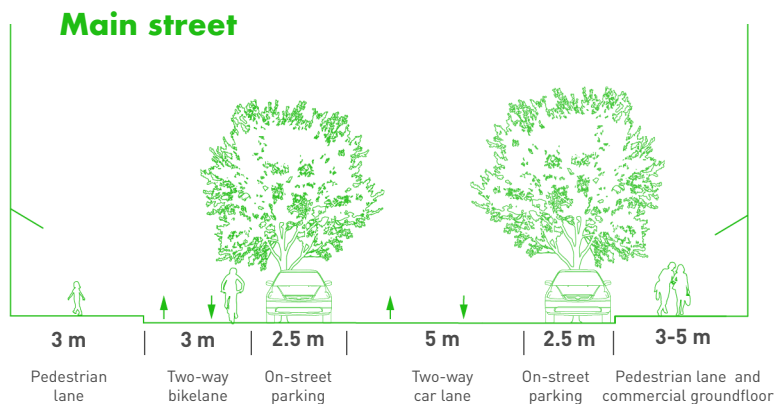 Main street
3 m
3 m
2.5 m
5 m
2.5 m
3-5 m
Pedestrian
lane
Two-way
bikelane
On-street
parking
Two-way
car lane
On-street
parking
Pedestrian lane and
commercial groundfloor